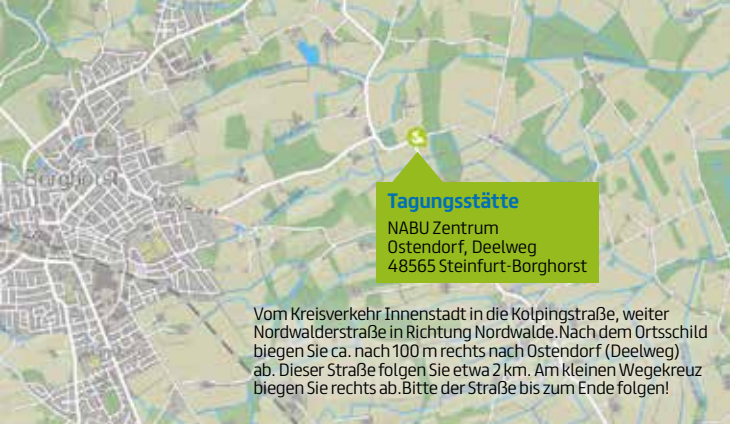 Borghorst
Tagungsstätte
NABU Zentrum
Ostendorf, Deelweg
48565 Steinfurt-Borghorst
Vom Kreisverkehr Innenstadt in die Kolpingstraße, weiter
Nordwalderstraße in Richtung Nordwalde.Nach dem Ortsschild
biegen Sie ca. nach 100 m rechts nach Ostendorf (Deelweg)
ab. Dieser Straße folgen Sie etwa 2 km. Am kleinen Wegekreuz
biegen Sie rechts ab.Bitte der Straße bis zum Ende folgen!